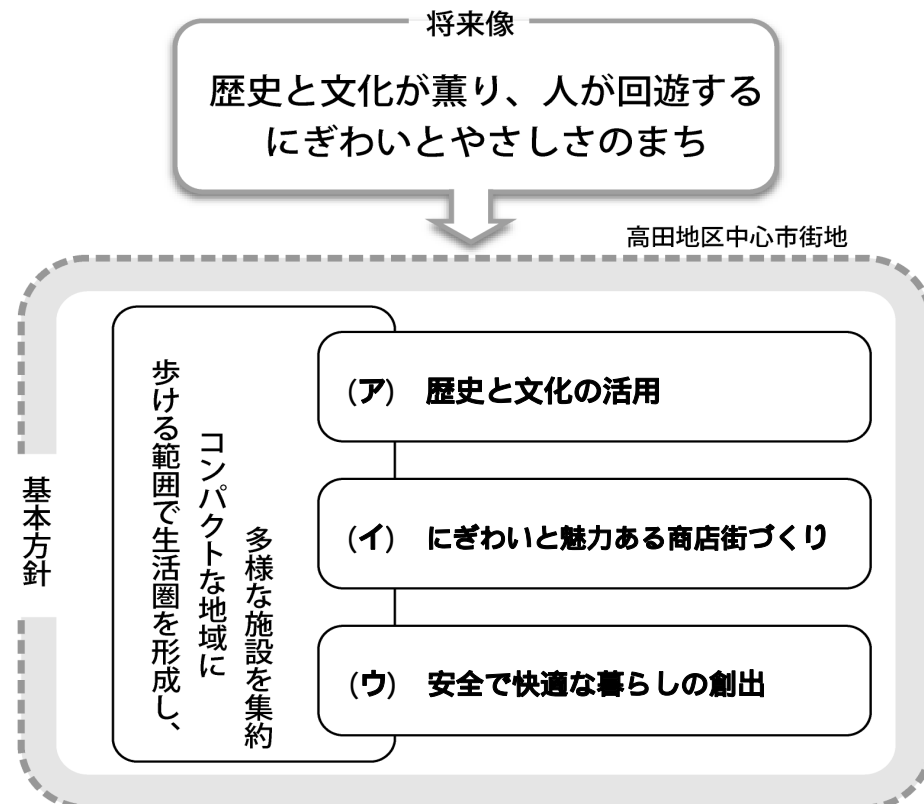 将来像
歴史と文化が薫り、人が回遊する
にぎわいとやさしさのまち
高田地区中心市街地
基本方針
歩ける範囲で生活圏を形成し、
コンパクトな地域に
多様な施設を集約
(ア) 歴史と文化の活用
(イ) にぎわいと魅力ある商店街づくり
(ウ) 安全で快適な暮らしの創出